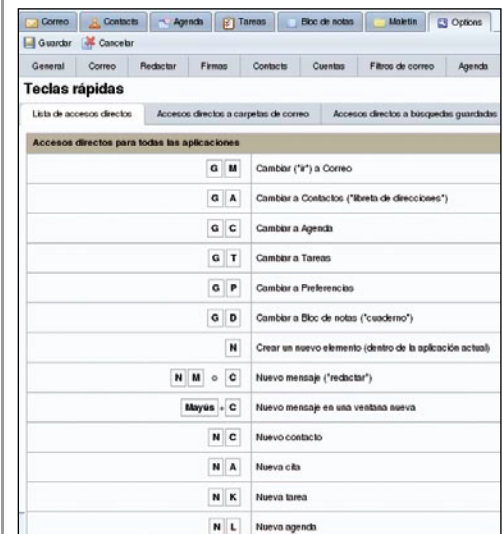 Correo Contacts Agenda Tareas Bloc de notas Maletín Options
Guardar Cancelar
General Correo Redactar Firmas Contacts Cuentas Filtros de correo Agenda
Teclas rápidas
Lista de accesos directos Accesos directos a carpetas de correo Accesos directos a búsquedas guardadas
Accesos directos para todas las aplicaciones
G M Cambiar ("ir") a Correo
G A Cambiar a Contactos ("libreta de direcciones")
G C Cambiar a Agenda
G T Cambiar a Tareas
G P Cambiar a Preferencias
G D Cambiar a Bloc de notas ("cuaderno")
N Crear un nuevo elemento (dentro de la aplicación actual)
N M o C Nuevo mensaje ("redactar")
Mayús + C Nuevo mensaje en una ventana nueva
N C Nuevo contacto
N A Nueva cita
N K Nueva tarea
N L Nueva agenda